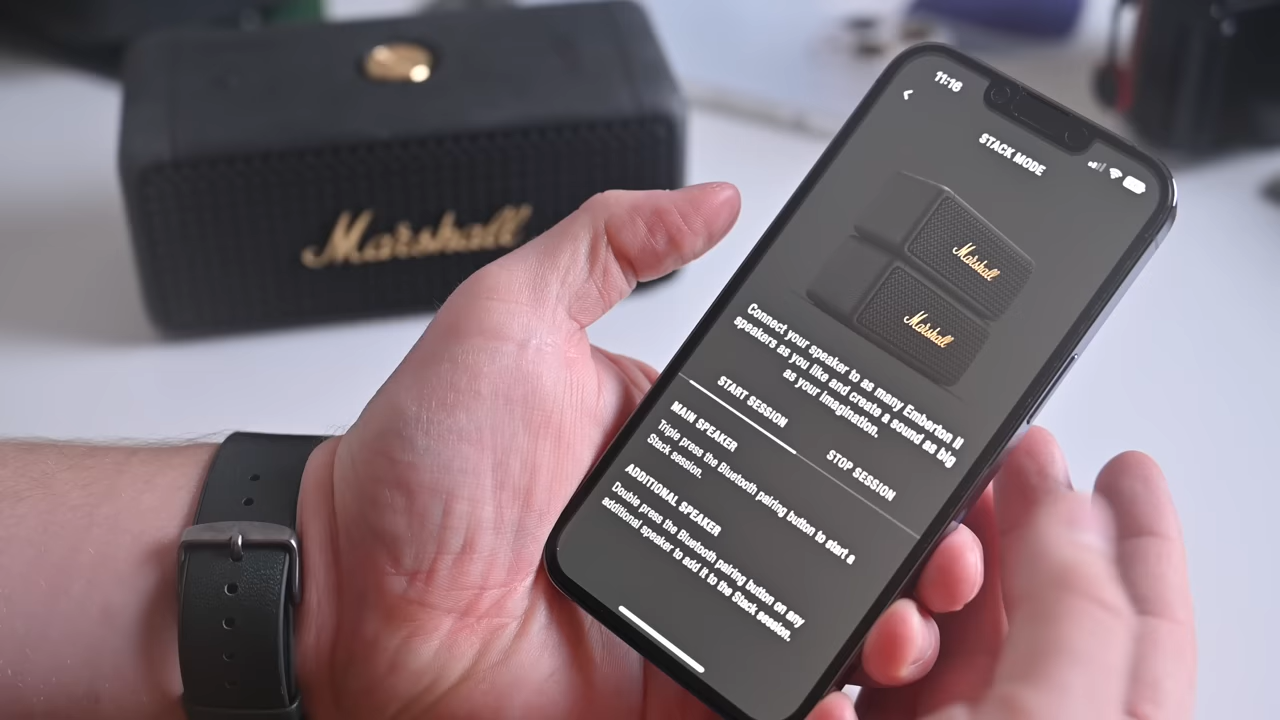 Marshall
11:16
STACK MODE
Marshall
Marshall
Connect your speaker to as many Emberton II
speakers as you like and create a sound as big
as your imagination.
START SESSION
STOP SESSION
MAIN SPEAKER
Triple press the Bluetooth pairing button to start a
Stack session.
ADDITIONAL SPEAKER
Double press the Bluetooth pairing button on any
additional speaker to add it to the Stack session.